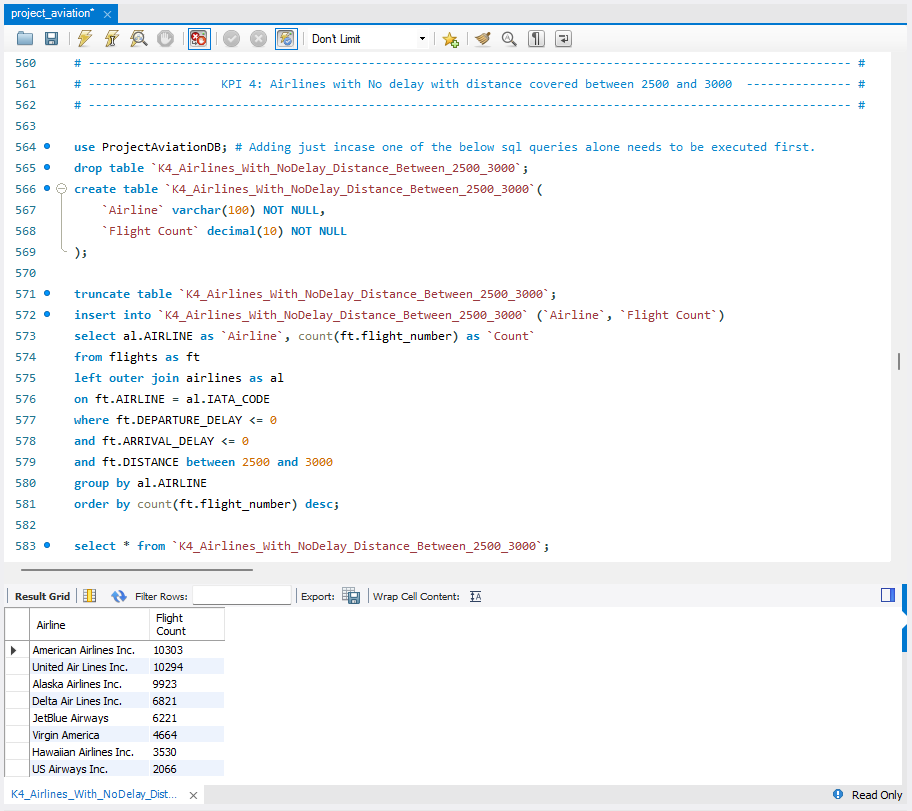 project_aviation* ×
Don't Limit
560 # --------------------------------------------------------------------------------------- #
561 # ----------------   KPI 4: Airlines with No delay with distance covered between 2500 and 3000  --------------- #
562 # --------------------------------------------------------------------------------------- #
563
564 use ProjectAviationDB; # Adding just incase one of the below sql queries alone needs to be executed first.
565 drop table `K4_Airlines_With_NoDelay_Distance_Between_2500_3000`;
566 create table `K4_Airlines_With_NoDelay_Distance_Between_2500_3000`(
567 `Airline` varchar(100) NOT NULL,
568 `Flight Count` decimal(10) NOT NULL
569 );
570
571 truncate table `K4_Airlines_With_NoDelay_Distance_Between_2500_3000`;
572 insert into `K4_Airlines_With_NoDelay_Distance_Between_2500_3000` (`Airline`, `Flight Count`)
573 select al.AIRLINE as `Airline`, count(ft.flight_number) as `Count`
574 from flights as ft
575 left outer join airlines as al
576 on ft.AIRLINE = al.IATA_CODE
577 where ft.DEPARTURE_DELAY <= 0
578 and ft.ARRIVAL_DELAY <= 0
579 and ft.DISTANCE between 2500 and 3000
580 group by al.AIRLINE
581 order by count(ft.flight_number) desc;
582
583 select * from `K4_Airlines_With_NoDelay_Distance_Between_2500_3000`;
Result Grid Filter Rows: Export: Wrap Cell Content: IA
Airline Flight Count
American Airlines Inc. 10303
United Air Lines Inc. 10294
Alaska Airlines Inc. 9923
Delta Air Lines Inc. 6821
JetBlue Airways 6221
Virgin America 4664
Hawaiian Airlines Inc. 3530
US Airways Inc. 2066
K4_Airlines_With_NoDelay_Dist... × Read Only